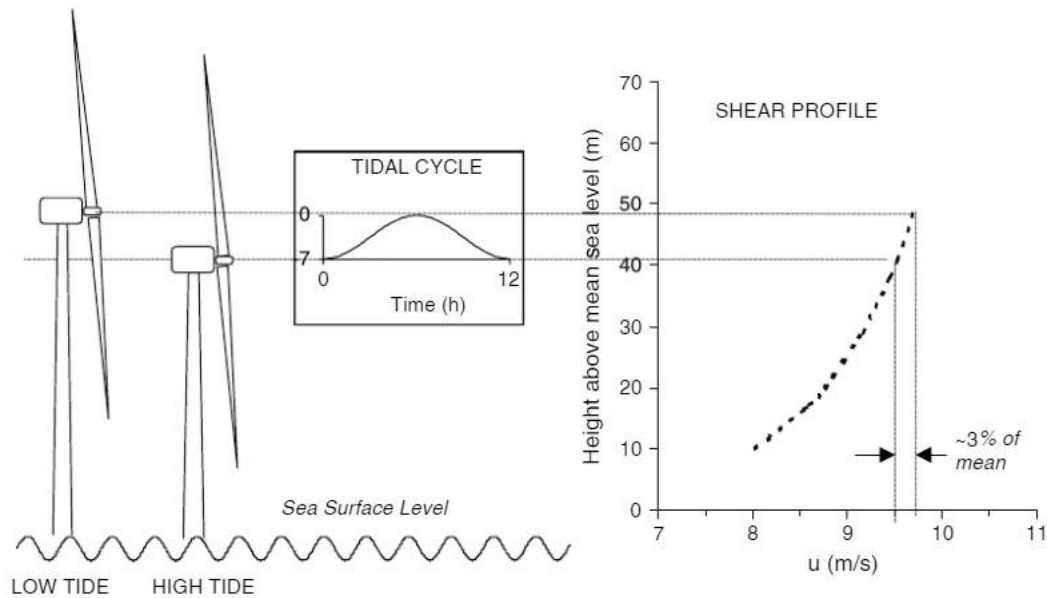 TIDAL CYCLE
0
7
0
12
Time (h)
Sea Surface Level
LOW TIDE
HIGH TIDE
SHEAR PROFILE
Height above mean sea level (m)
70
60
50
40
30
20
10
0
7
8
9
10
11
u (m/s)
~3% of
mean